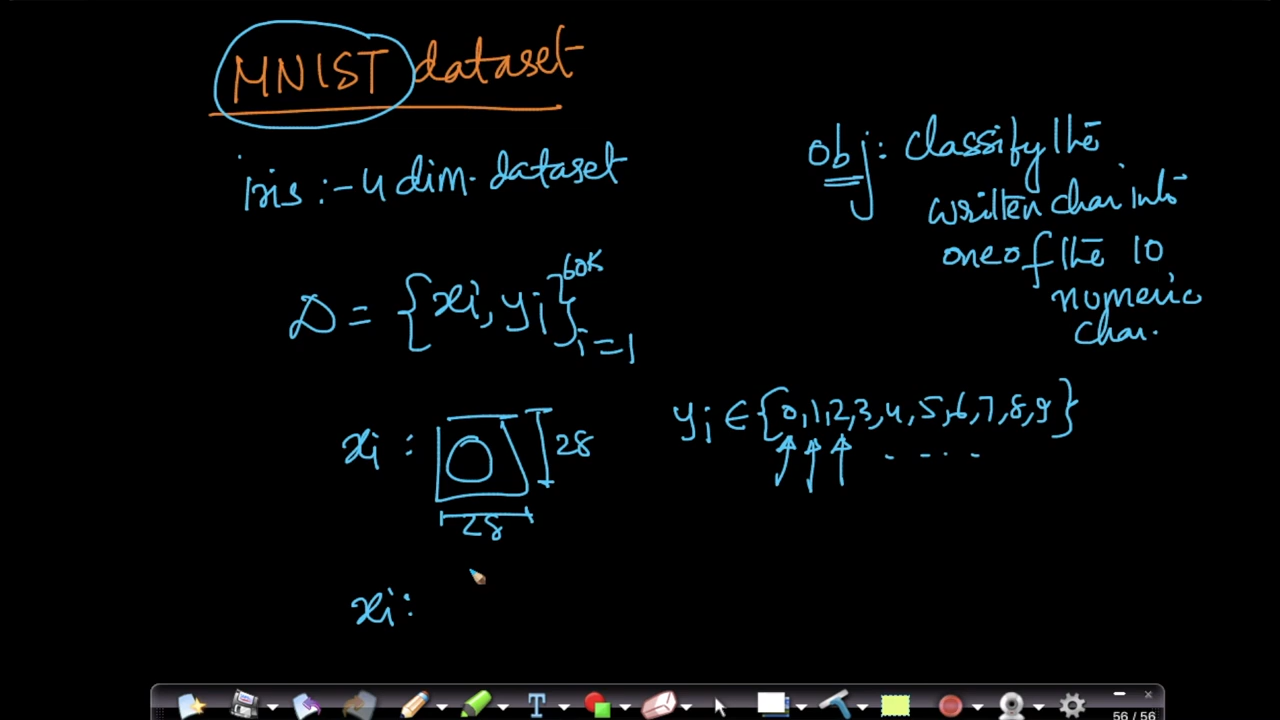 MNIST dataset
iris :- 4 dim. dataset
obj : classify the
written char into
one of the 10
numeric
char.
D = {xi, yi}60K i=1
xi : 28
28
yi ∈ {0,1,2,3,4,5,6,7,8,9}
- - . -
xi:
T
56 / 56